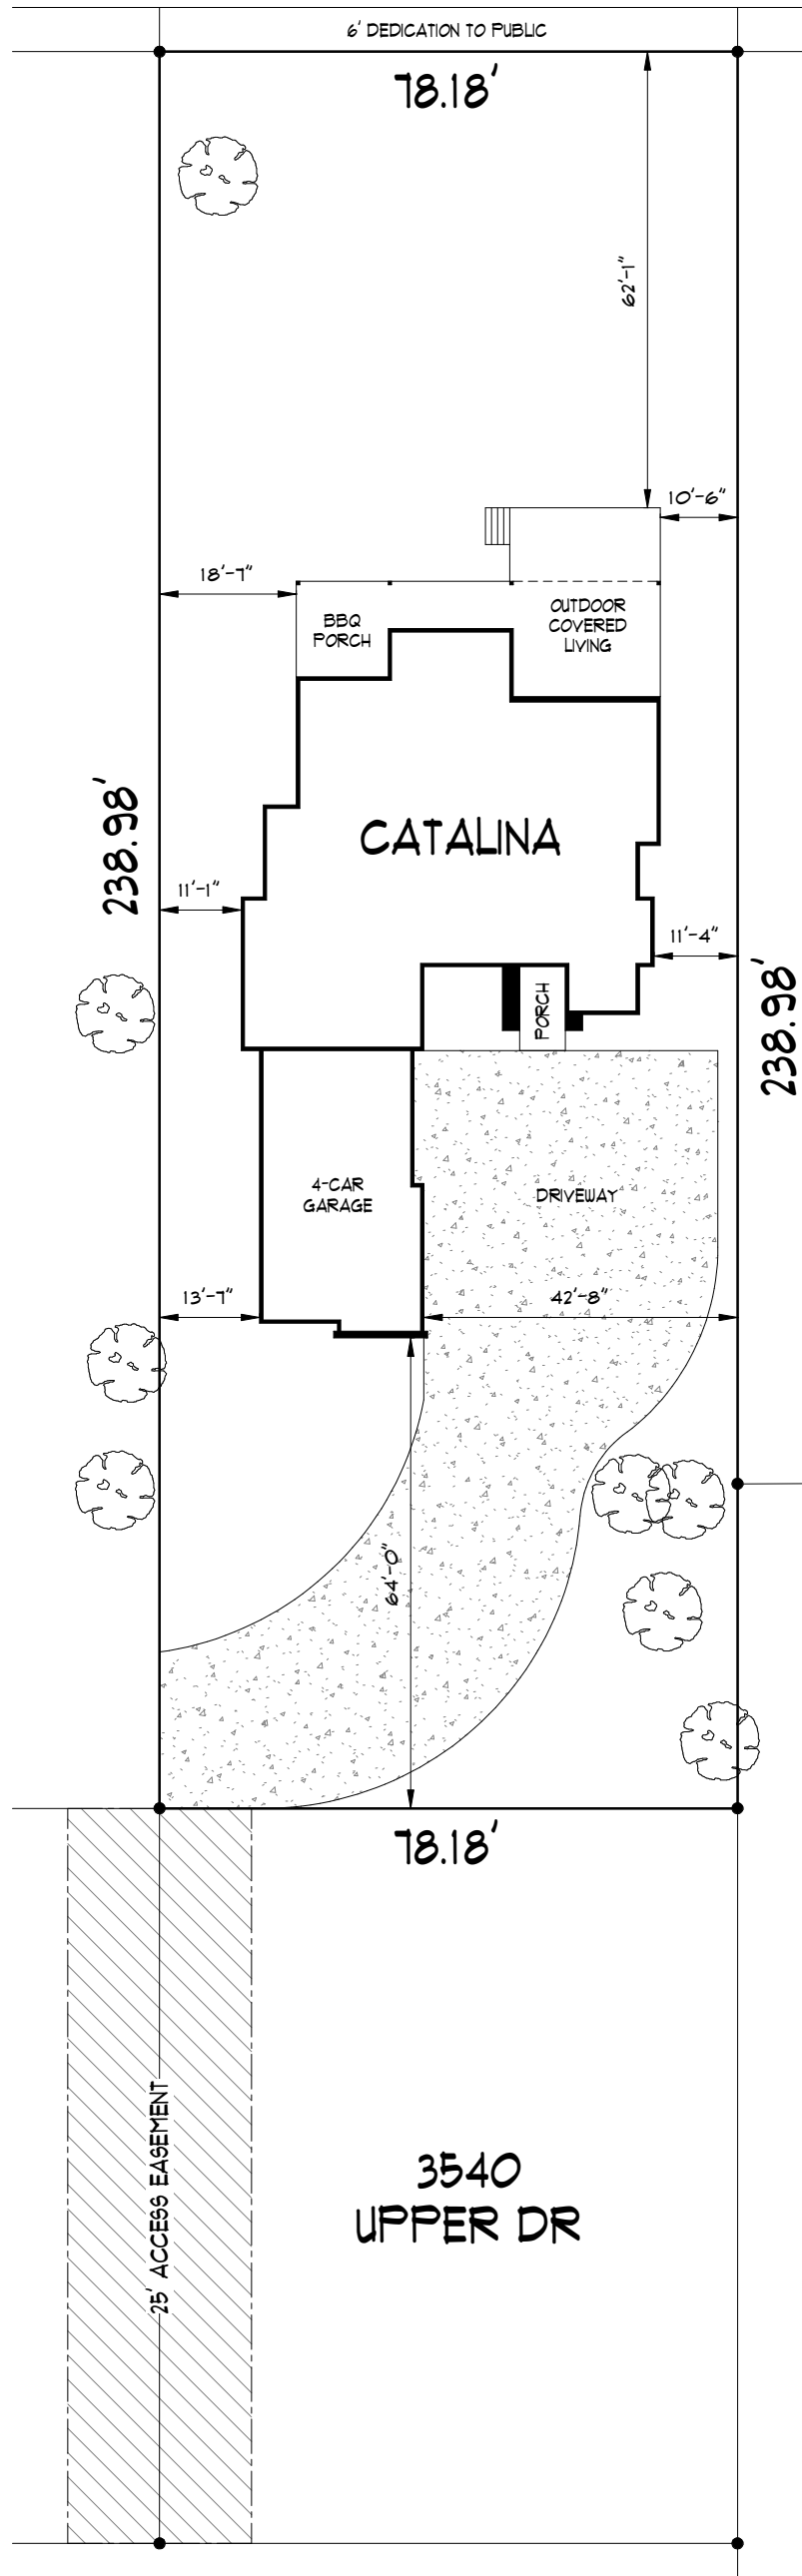 6' DEDICATION TO PUBLIC
78.18'
62'-1"
10'-6"
18'-7"
BBQ
PORCH
OUTDOOR
COVERED
LIVING
238.98'
CATALINA
11'-1"
11'-4"
238.98'
PORCH
4-CAR
GARAGE
DRIVEWAY
13'-7"
42'-8"
64'-0"
78.18'
25' ACCESS EASEMENT
3540
UPPER DR